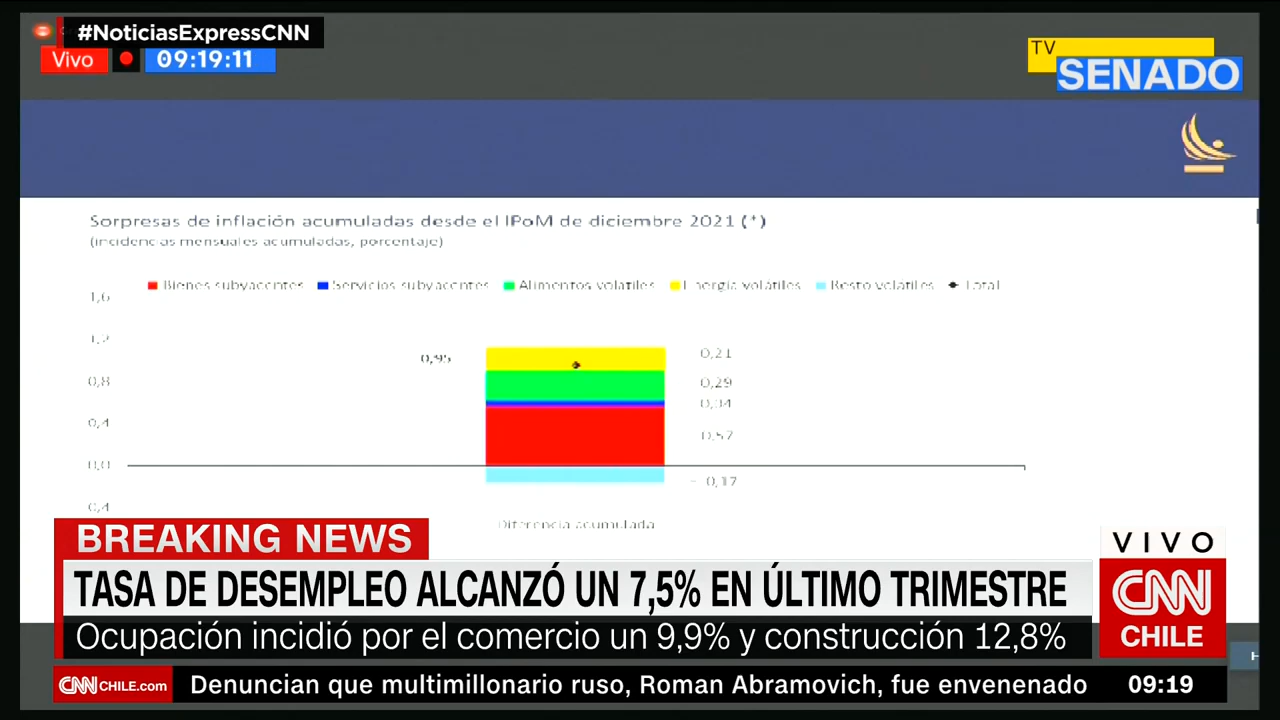 #NoticiasExpressCNN
Vivo
09:19:11
TV
SENADO
Sorpresas de inflación acumuladas desde el IPoM de diciembre 2021 (*)
(incidencias mensuales acumuladas, porcentaje)
Bienes subyacentes Servicios subyacentes Alimentos volátiles Energía volátiles Resto volátiles Total
1,6
1,2
0,8
0,4
0,0
0,4
0,95
0,21
0,29
0,04
0,57
- 0,17
Diferencia acumulada
BREAKING NEWS
TASA DE DESEMPLEO ALCANZÓ UN 7,5% EN ÚLTIMO TRIMESTRE
Ocupación incidió por el comercio un 9,9% y construcción 12,8%
VIVO
CNN
CHILE
CNNCHILE.com
Denuncian que multimillonario ruso, Roman Abramovich, fue envenenado
09:19